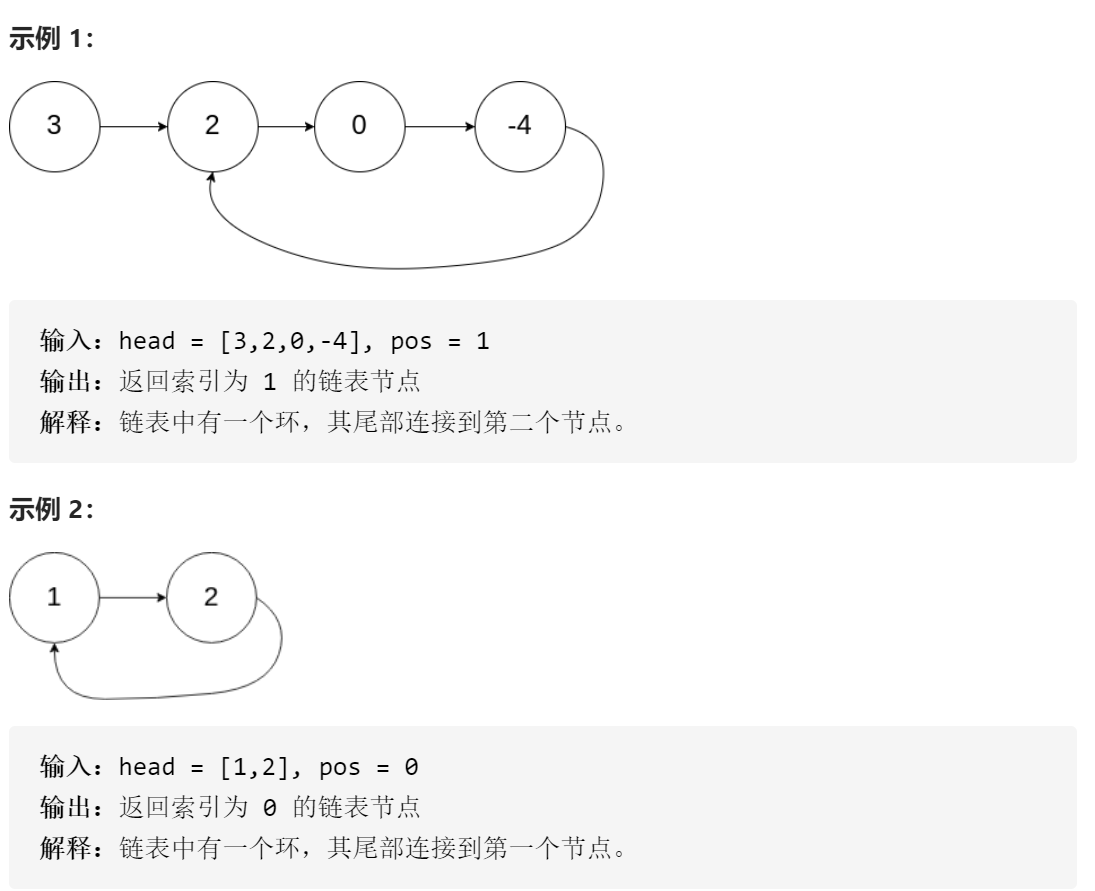 示例 1：
3 2 0 -4
输入：head = [3,2,0,-4], pos = 1
输出：返回索引为 1 的链表节点
解释：链表中有一个环，其尾部连接到第二个节点。
示例 2：
1 2
输入：head = [1,2], pos = 0
输出：返回索引为 0 的链表节点
解释：链表中有一个环，其尾部连接到第一个节点。